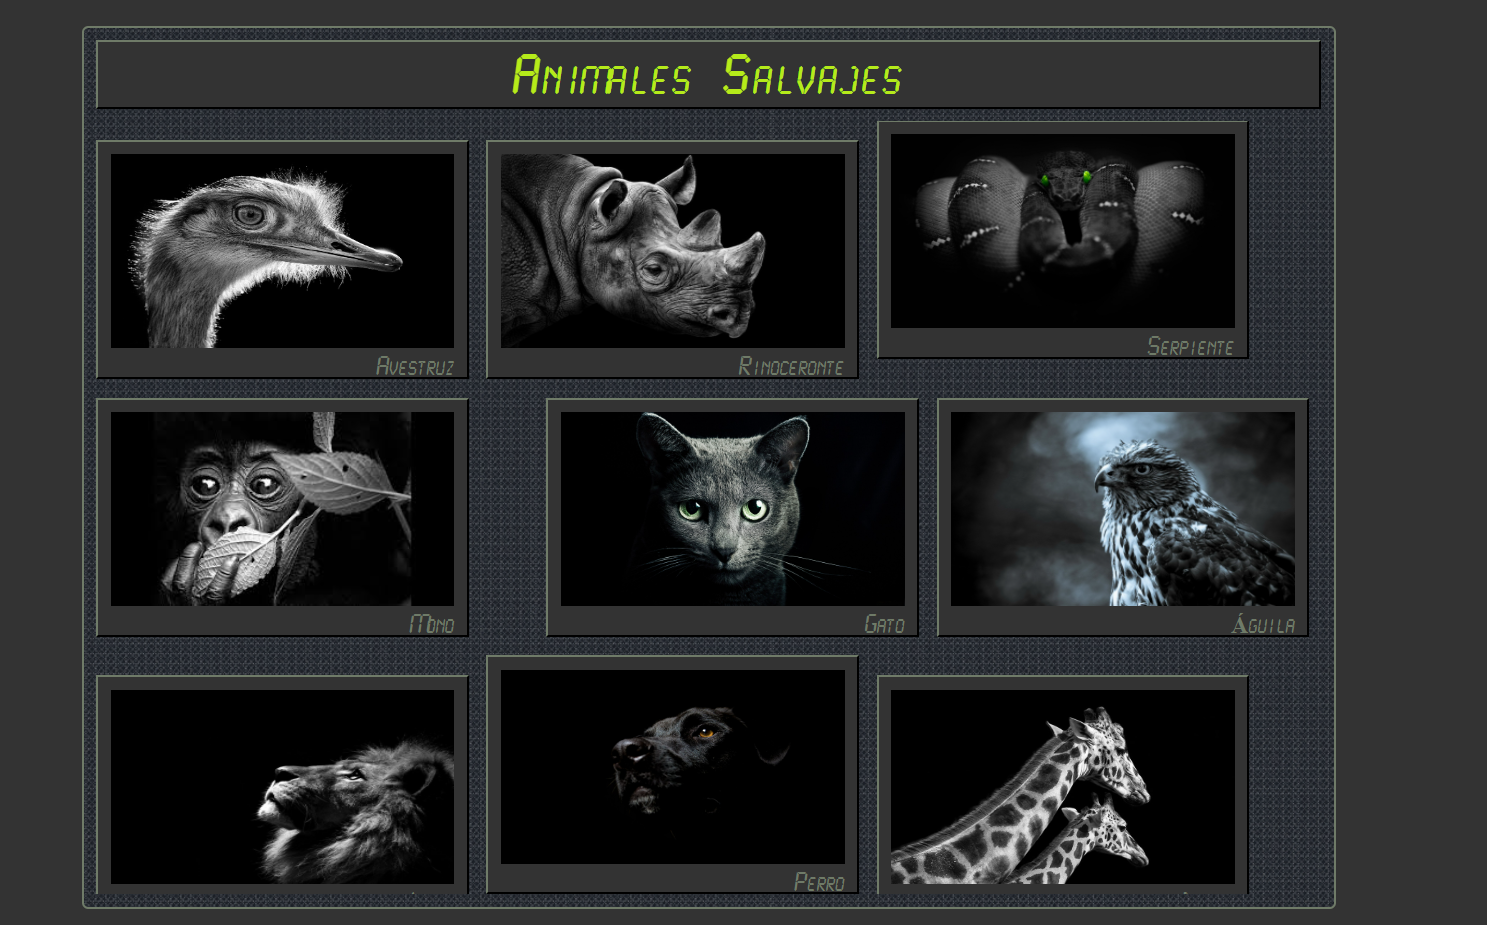 Animales Salvajes
Avestruz
Rinoceronte
Serpiente
Mono
Gato
Águila
Perro